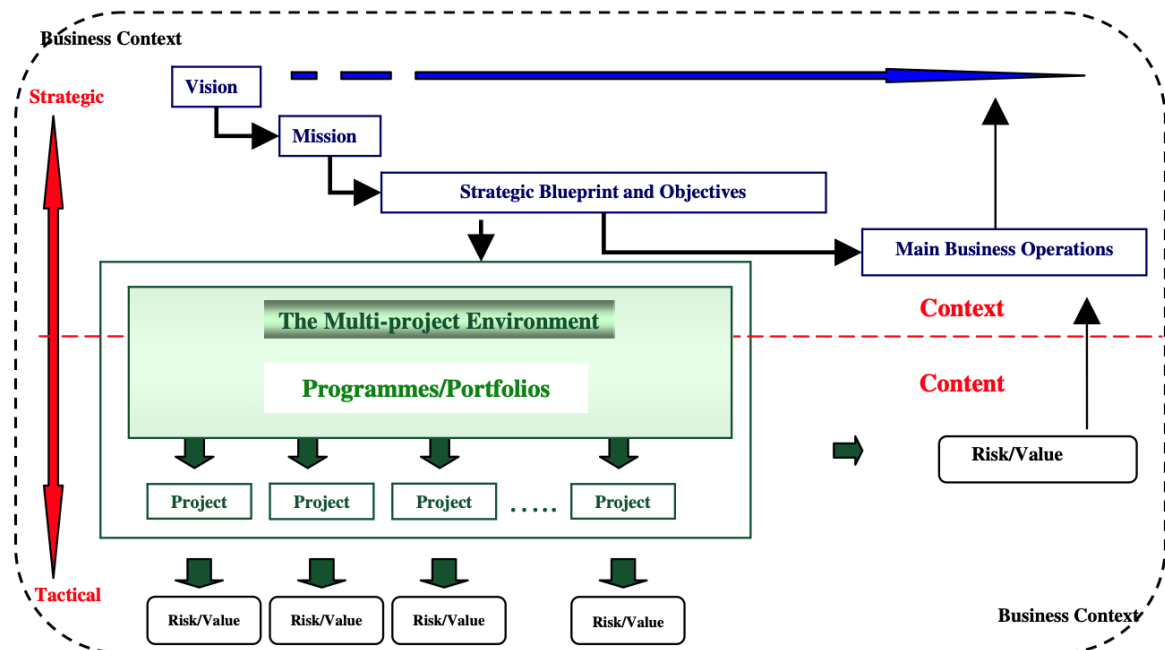 Business Context
Vision
Strategic
Mission
Strategic Blueprint and Objectives
Main Business Operations
The Multi-project Environment
Context
Programmes/Portfolios
Content
Risk/Value
Project
Project
Project
.....
Project
Tactical
Risk/Value
Risk/Value
Risk/Value
Risk/Value
Business Context